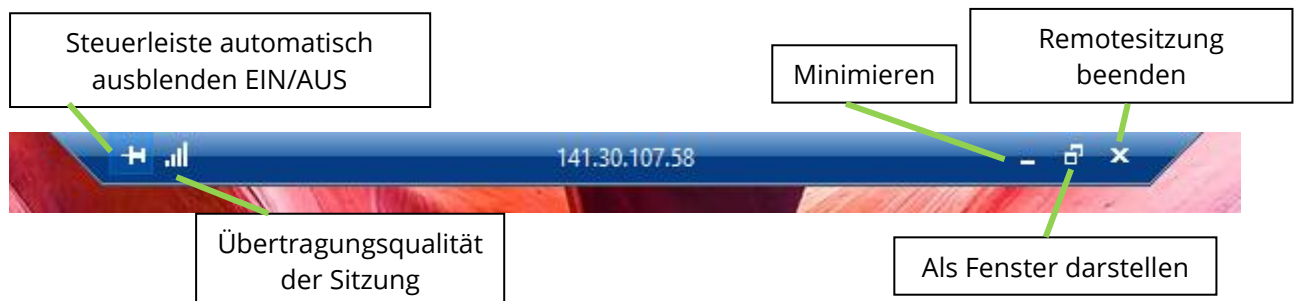 Steuerleiste automatisch
ausblenden EIN/AUS
Minimieren
Remotesitzung
beenden
141.30.107.58
Übertragungsqualität
der Sitzung
Als Fenster darstellen